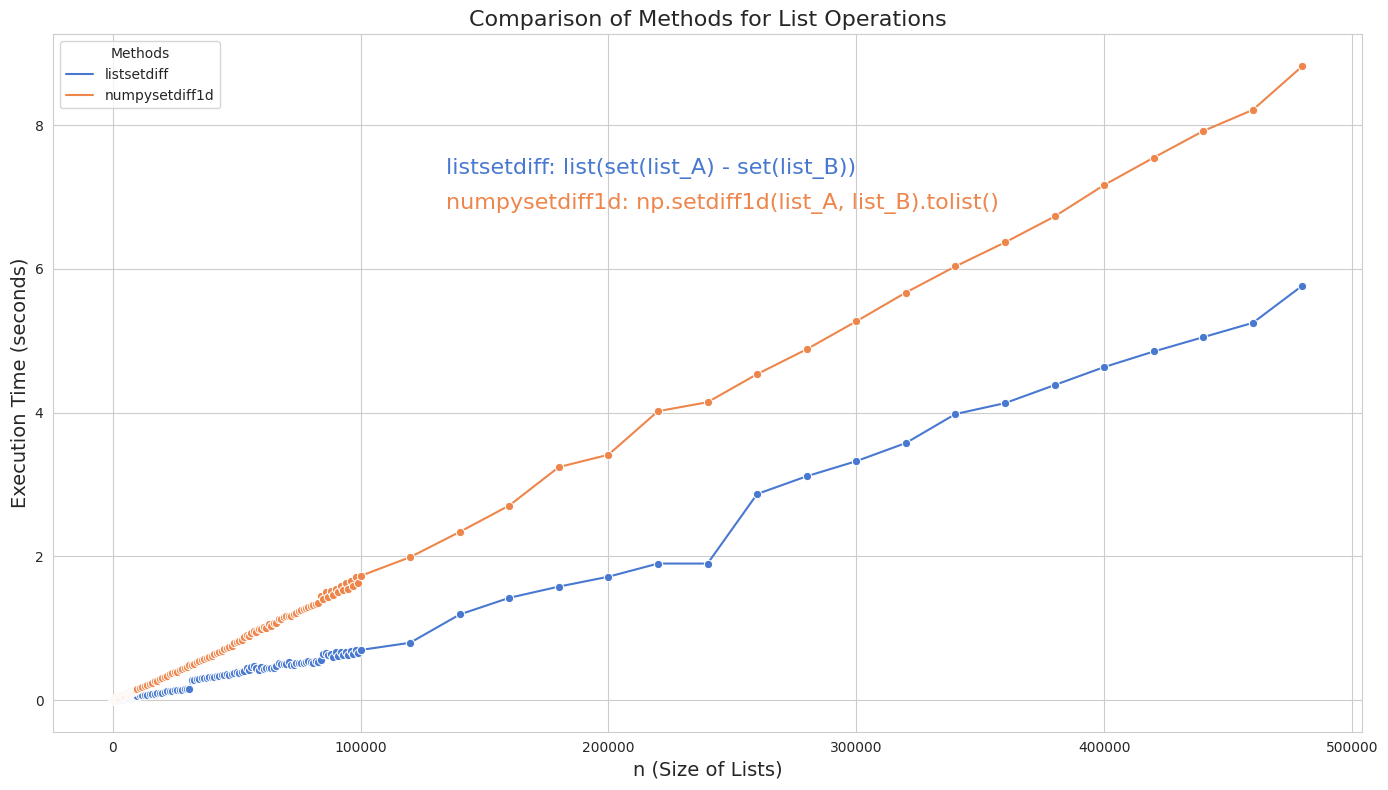 Comparison of Methods for List Operations
Methods
listsetdiff
numpysetdiff1d
listsetdiff: list(set(list_A) - set(list_B))
numpysetdiff1d: np.setdiff1d(list_A, list_B).tolist()
Execution Time (seconds)
8
6
4
2
0
0 100000 200000 300000 400000 500000
n (Size of Lists)